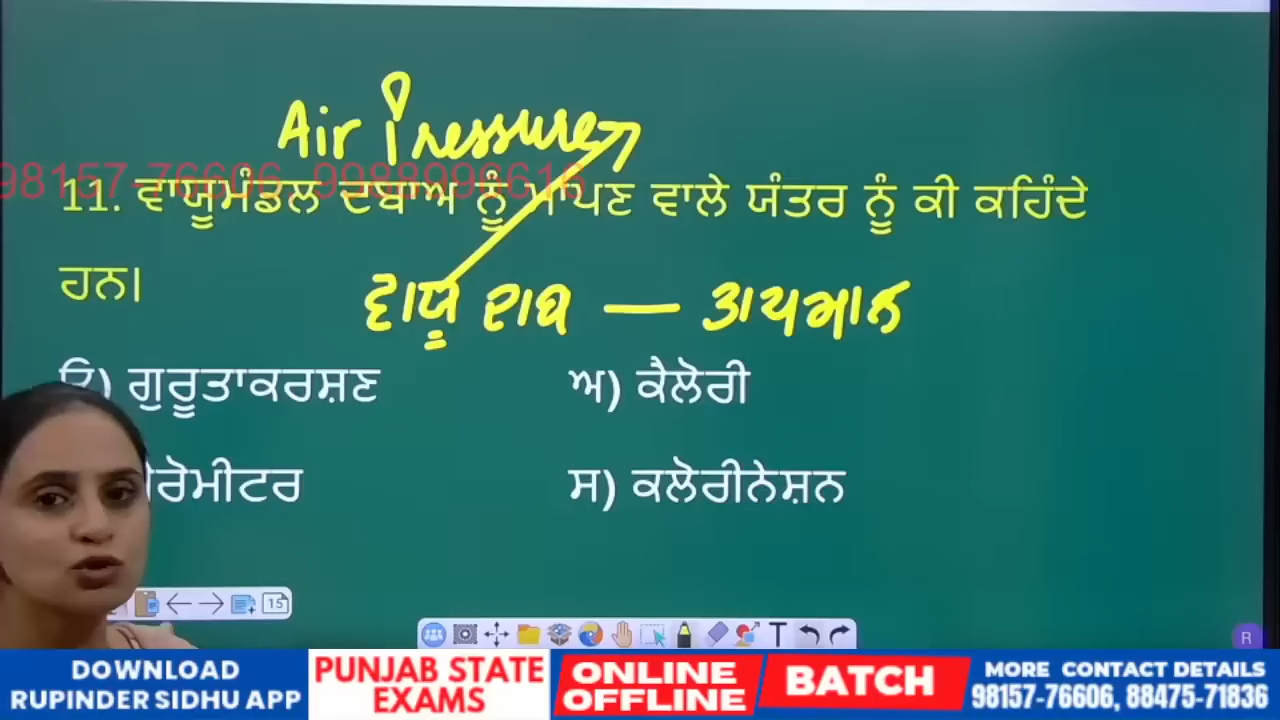 Air Pressure
98157-76606, 9988998616
11. ਵਾਯੂਮੰਡਲ ਦਬਾਅ ਨੂੰ ਮਾਪਣ ਵਾਲੇ ਯੰਤਰ ਨੂੰ ਕੀ ਕਹਿੰਦੇ
ਹਨ।
ਵਾਯੂ ਦਾਬ — ਤਾਪਮਾਨ
ੳ) ਗੁਰੂਤਾਕਰਸ਼ਣ ਅ) ਕੈਲੋਰੀ
ਰੋਮੀਟਰ ਸ) ਕਲੋਰੀਨੇਸ਼ਨ
15
T
R
DOWNLOAD
RUPINDER SIDHU APP
PUNJAB STATE
EXAMS
ONLINE
OFFLINE
BATCH
MORE CONTACT DETAILS
98157-76606, 88475-71836